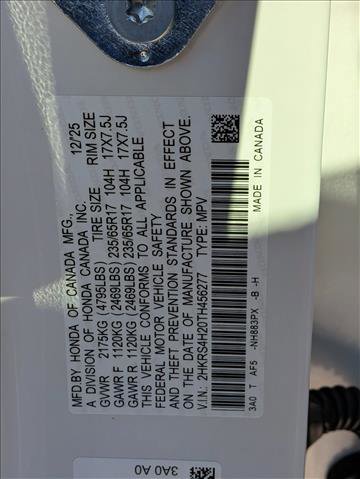 MFD.BY HONDA OF CANADA MFG., 12/'25
A DIVISION OF HONDA CANADA INC.
TIRE SIZE RIM SIZE
GVWR 2175KG (4795LBS)
GAWR F 1120KG (2469LBS) 235/65R17 104H 17X7.5J
GAWR R 1120KG (2469LBS) 235/65R17 104H 17X7.5J
THIS VEHICLE CONFORMS TO ALL APPLICABLE
FEDERAL MOTOR VEHICLE SAFETY
AND THEFT PREVENTION STANDARDS IN EFFECT
ON THE DATE OF MANUFACTURE SHOWN ABOVE.
V.I.N.: 2HKRS4H20TH456277 TYPE: MPV
3A0 T AF5 -NH883PX -B -H MADE IN CANADA
3A0 A0